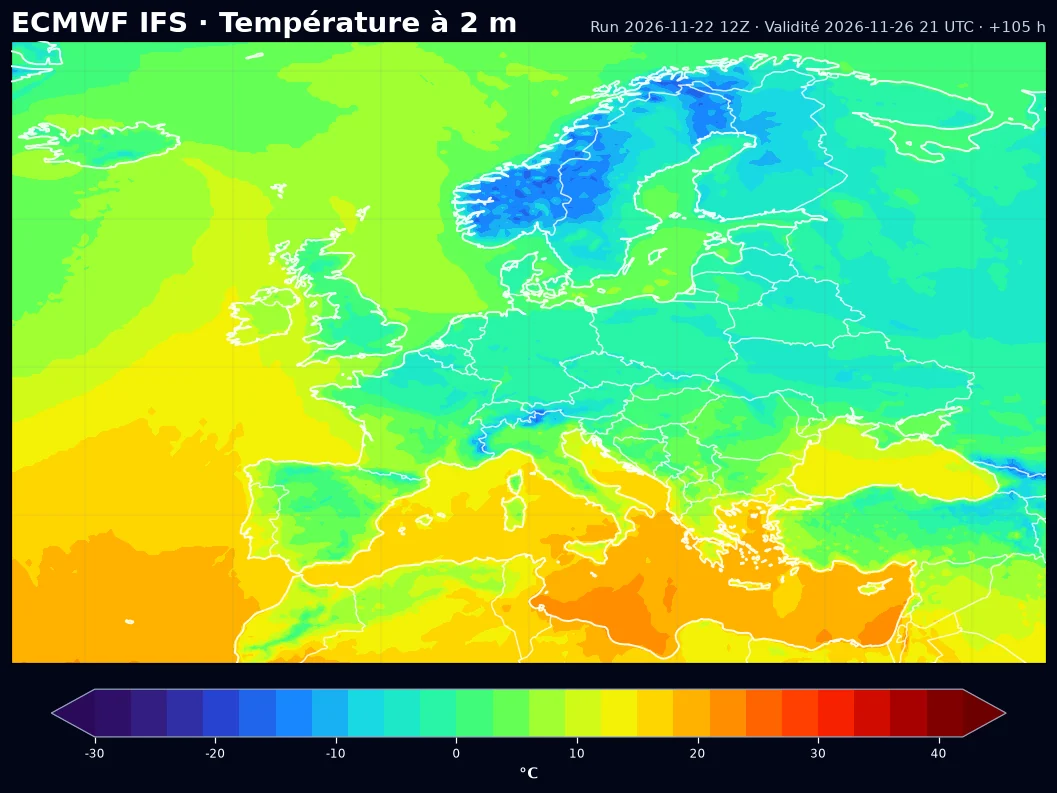 ECMWF IFS · Température à 2 m
Run 2026-11-22 12Z · Validité 2026-11-26 21 UTC · +105 h
-30 -20 -10 0 10 20 30 40
°C